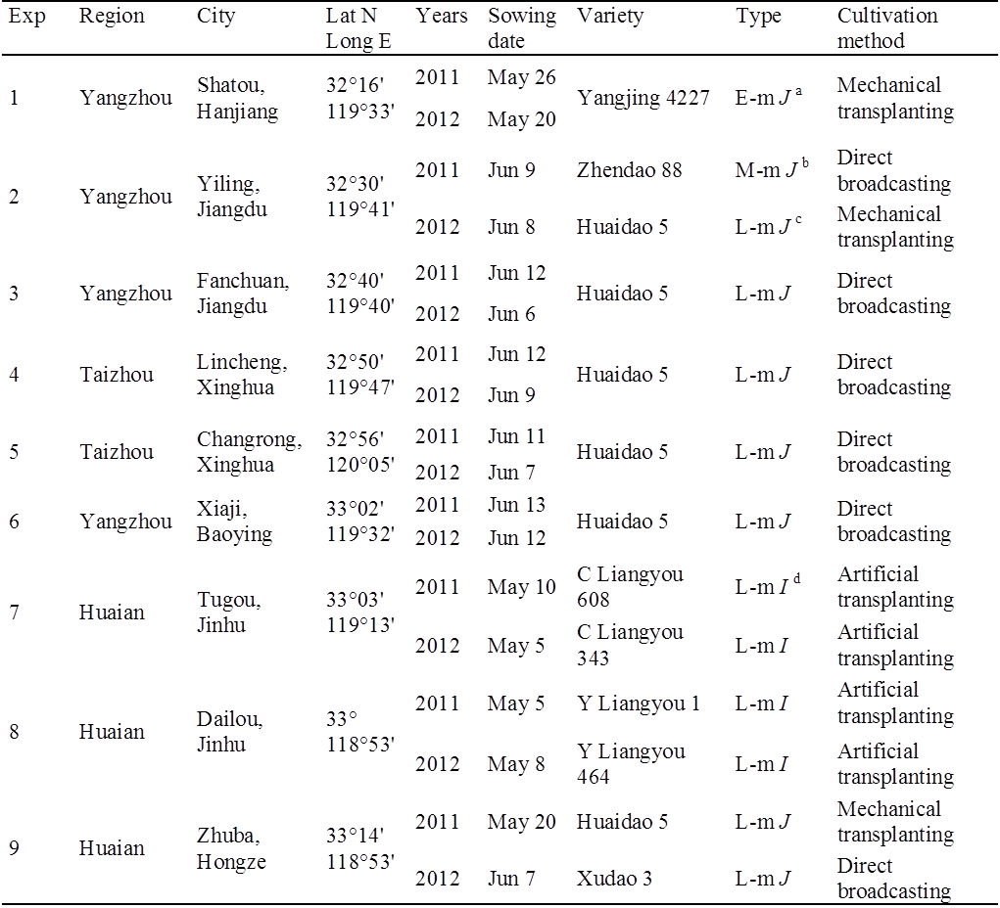 Exp Region City Lat N Years Sowing Variety Type Cultivation
Long E date method
1 Yangzhou Shatou, Hanjiang 32°16' 119°33' 2011 May 26 Yangjing 4227 E-m J a Mechanical transplanting
2012 May 20
2 Yangzhou Yiling, Jiangdu 32°30' 119°41' 2011 Jun 9 Zhendao 88 M-m J b Direct broadcasting
2012 Jun 8 Huaidao 5 L-m J c Mechanical transplanting
3 Yangzhou Fanchuan, Jiangdu 32°40' 119°40' 2011 Jun 12 Huaidao 5 L-m J Direct broadcasting
2012 Jun 6
4 Taizhou Lincheng, Xinghua 32°50' 119°47' 2011 Jun 12 Huaidao 5 L-m J Direct broadcasting
2012 Jun 9
5 Taizhou Changrong, Xinghua 32°56' 120°05' 2011 Jun 11 Huaidao 5 L-m J Direct broadcasting
2012 Jun 7
6 Yangzhou Xiaji, Baoying 33°02' 119°32' 2011 Jun 13 Huaidao 5 L-m J Direct broadcasting
2012 Jun 12
7 Huaian Tugou, Jinhu 33°03' 119°13' 2011 May 10 C Liangyou 608 L-m I d Artificial transplanting
2012 May 5 C Liangyou 343 L-m I Artificial transplanting
8 Huaian Dailou, Jinhu 33° 118°53' 2011 May 5 Y Liangyou 1 L-m I Artificial transplanting
2012 May 8 Y Liangyou 464 L-m I Artificial transplanting
9 Huaian Zhuba, Hongze 33°14' 118°53' 2011 May 20 Huaidao 5 L-m J Mechanical transplanting
2012 Jun 7 Xudao 3 L-m J Direct broadcasting